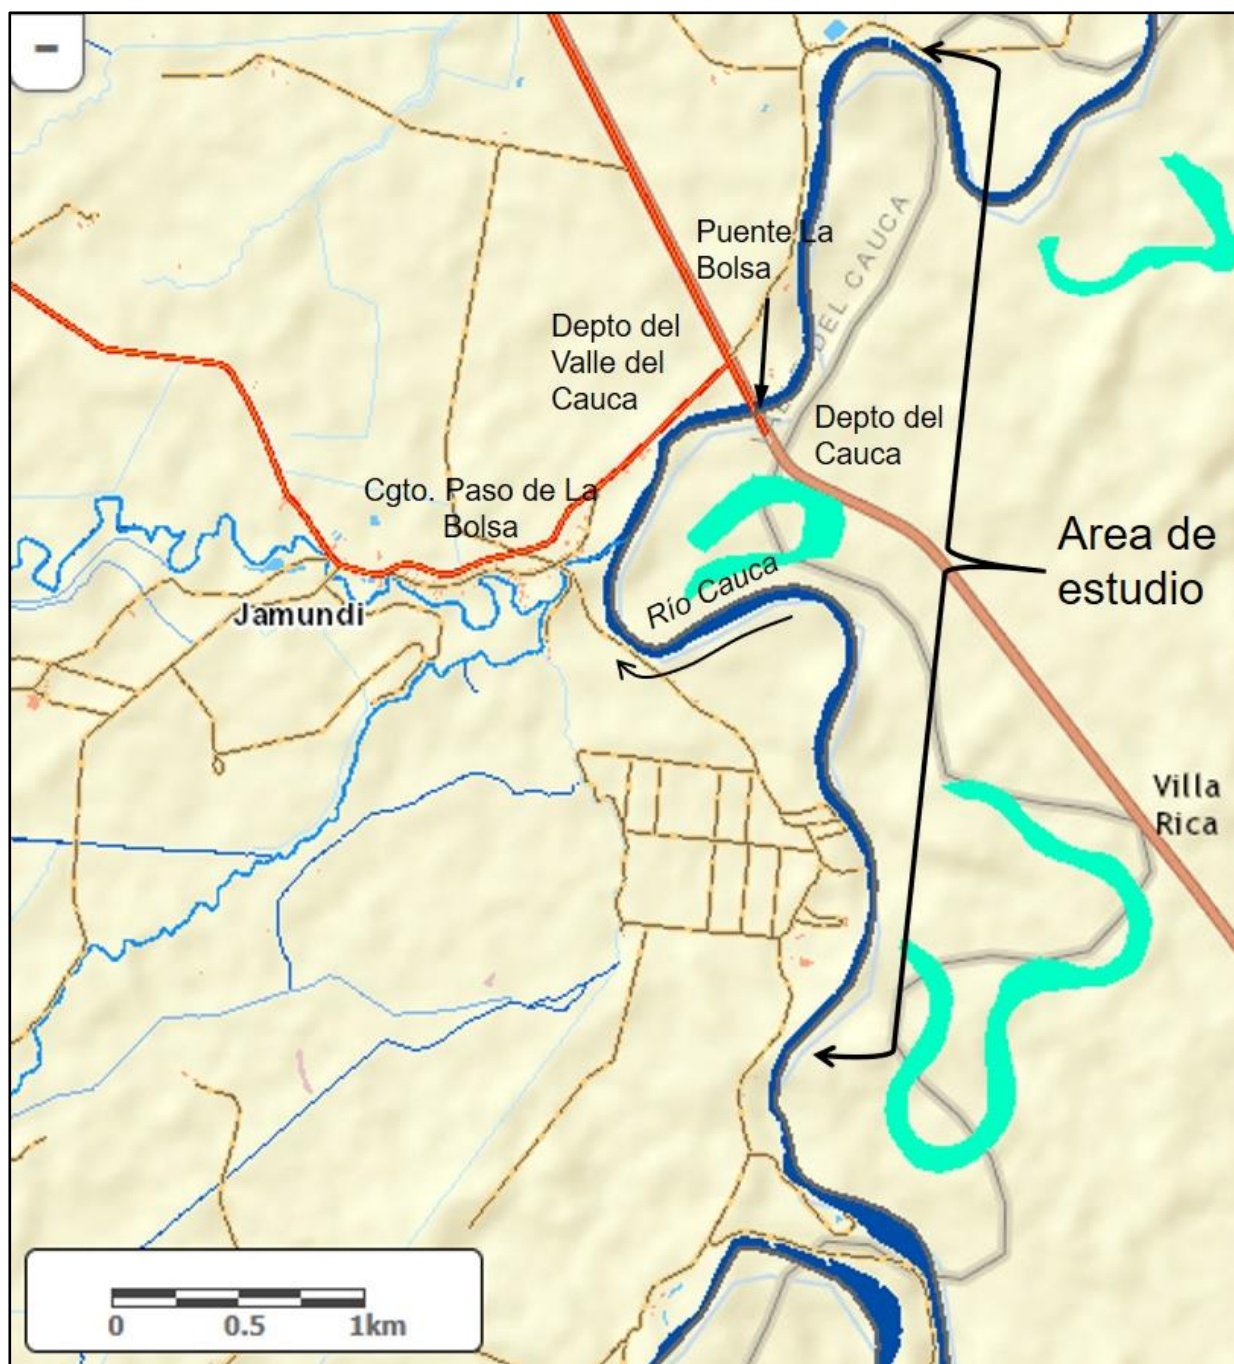 -
Puente La
Bolsa
Depto del
Valle del
Cauca
DEL CAUCA
Depto del
Cauca
Cgto. Paso de La
Bolsa
Area de
estudio
Río Cauca
Jamundi
Villa
Rica
0 0.5 1km